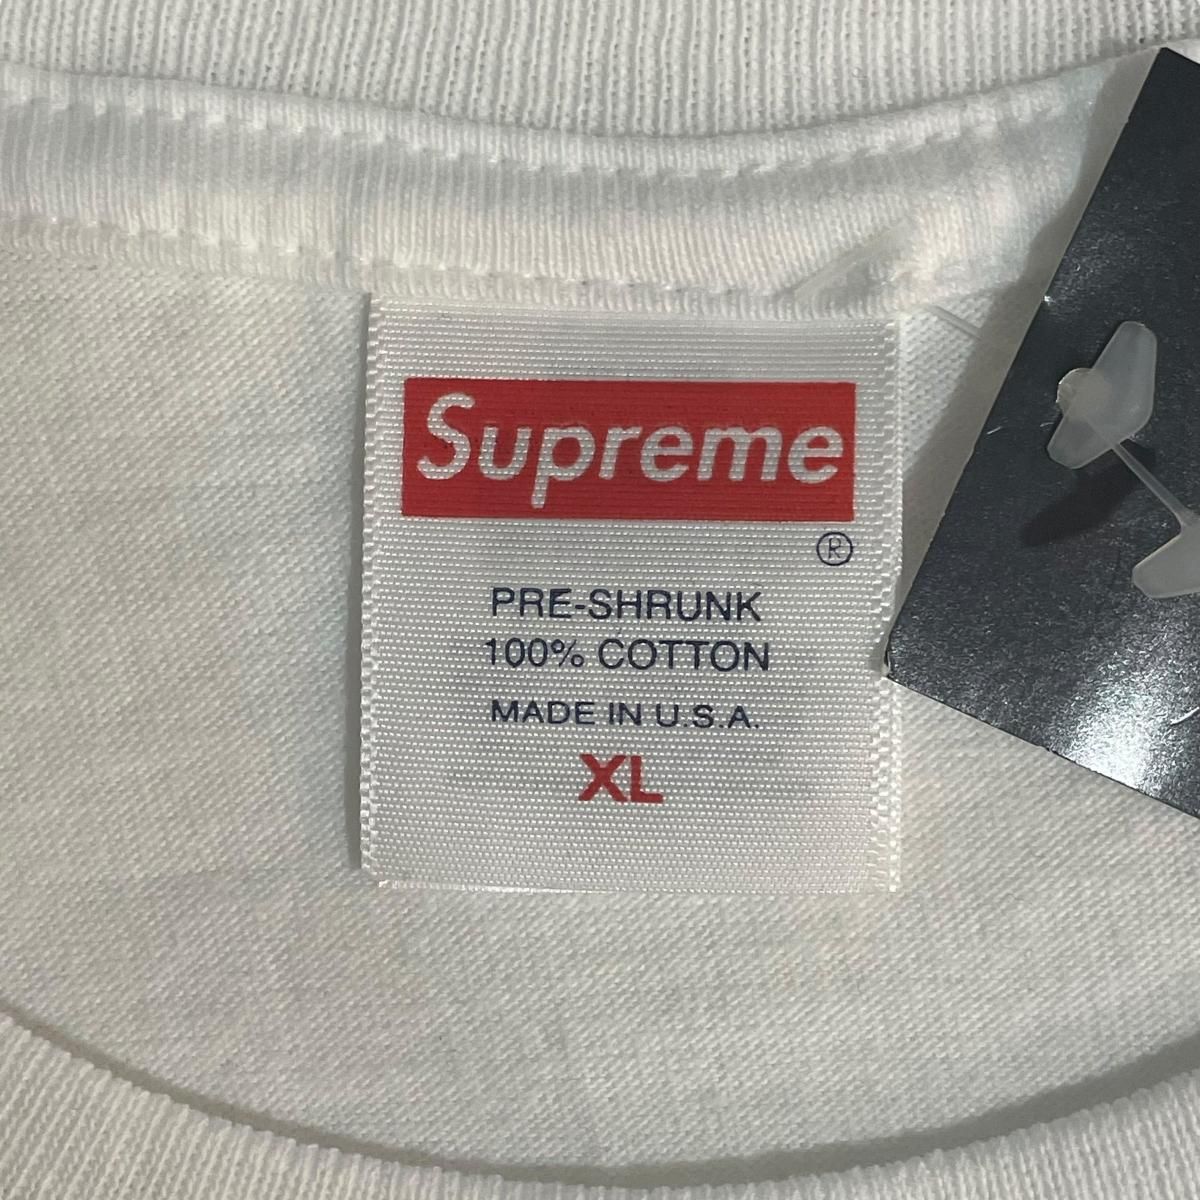 Supreme
®
PRE-SHRUNK
100% COTTON
MADE IN U.S.A.
XL